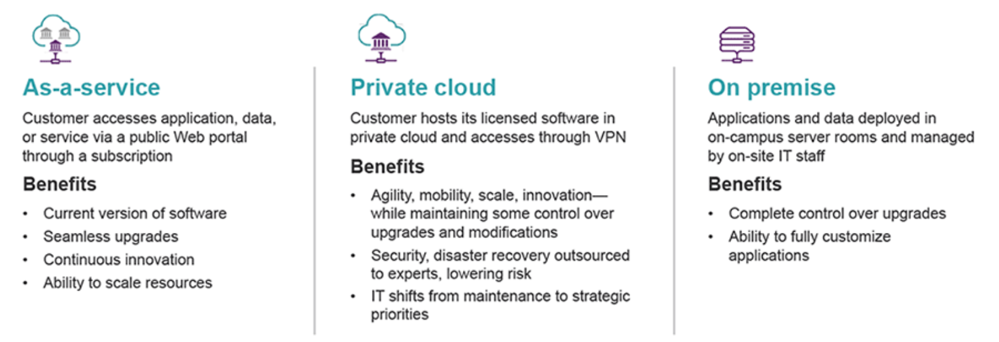 As-a-service
Customer accesses application, data,
or service via a public Web portal
through a subscription
Benefits
• Current version of software
• Seamless upgrades
• Continuous innovation
• Ability to scale resources
Private cloud
Customer hosts its licensed software in
private cloud and accesses through VPN
Benefits
• Agility, mobility, scale, innovation—
while maintaining some control over
upgrades and modifications
• Security, disaster recovery outsourced
to experts, lowering risk
• IT shifts from maintenance to strategic
priorities
On premise
Applications and data deployed in
on-campus server rooms and managed
by on-site IT staff
Benefits
• Complete control over upgrades
• Ability to fully customize
applications